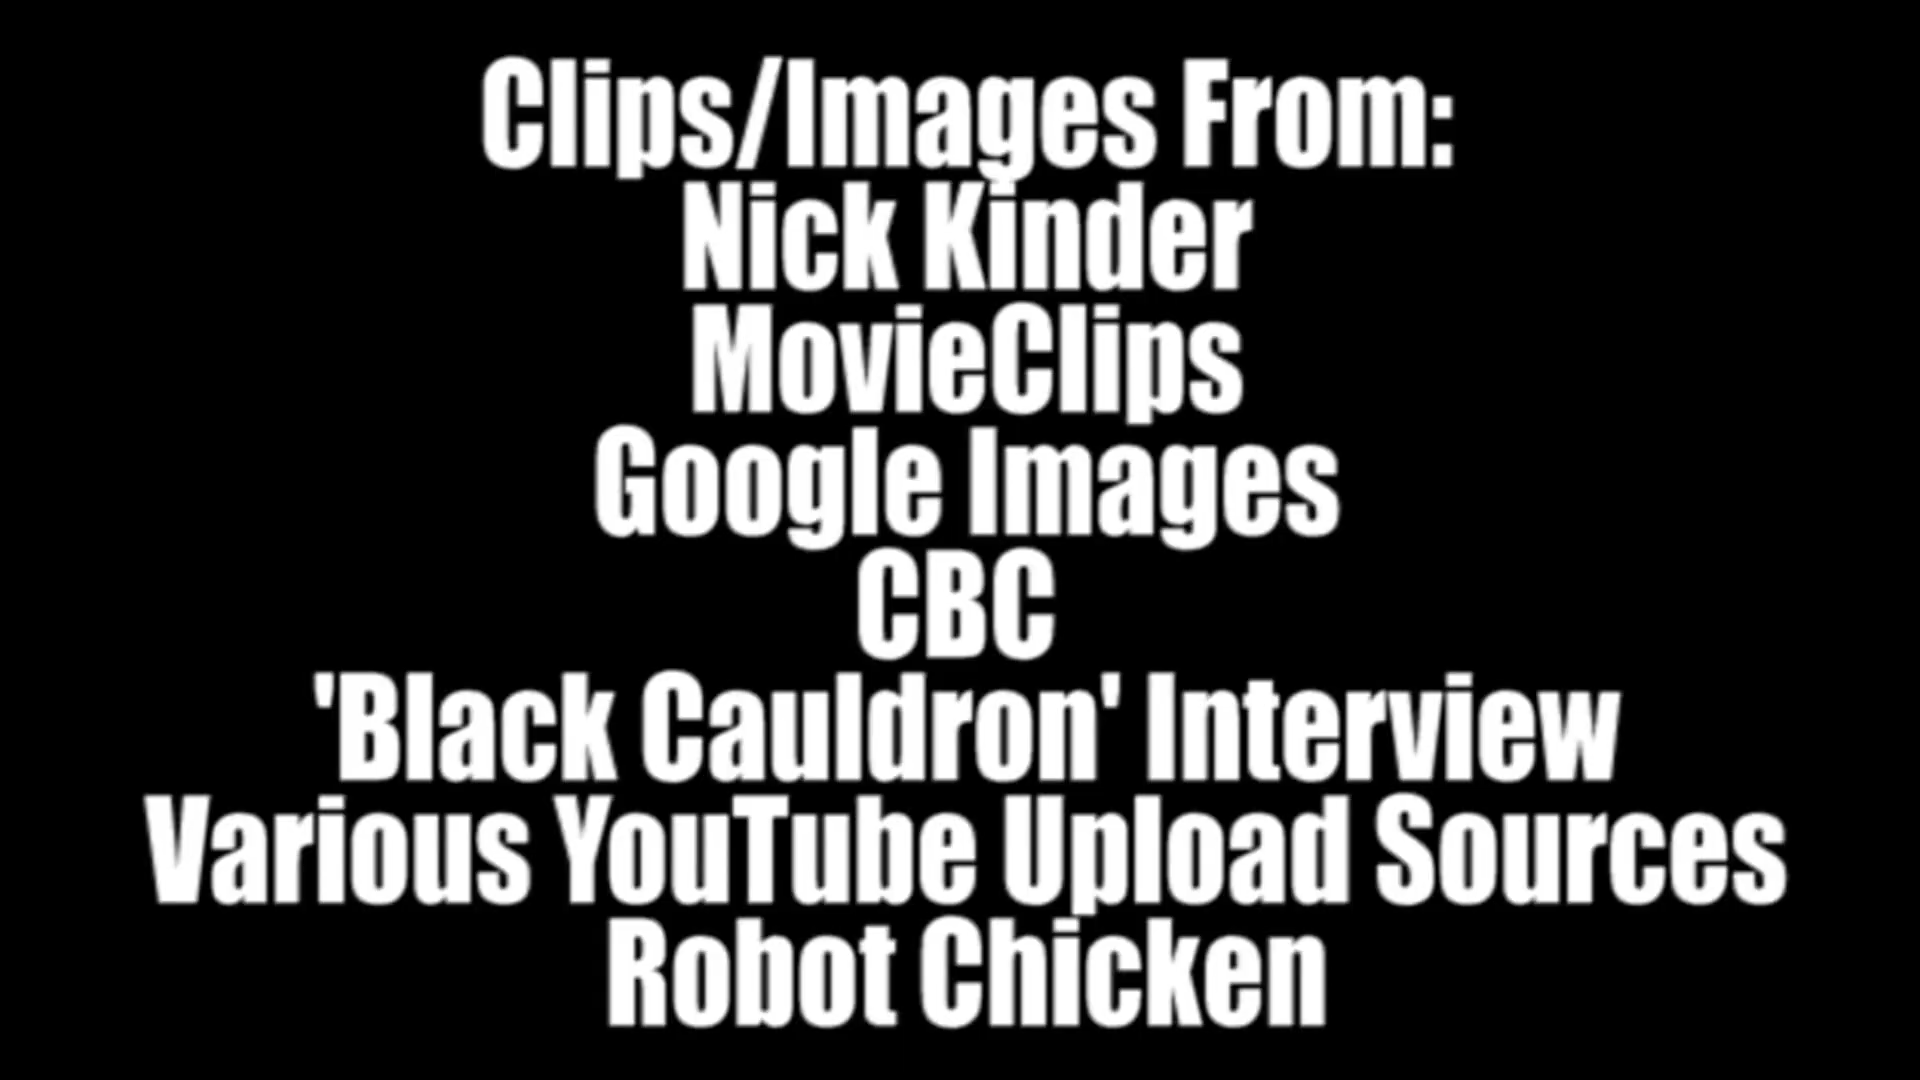 Clips/Images From:
Nick Kinder
MovieClips
Google Images
CBC
'Black Cauldron' Interview
Various YouTube Upload Sources
Robot Chicken